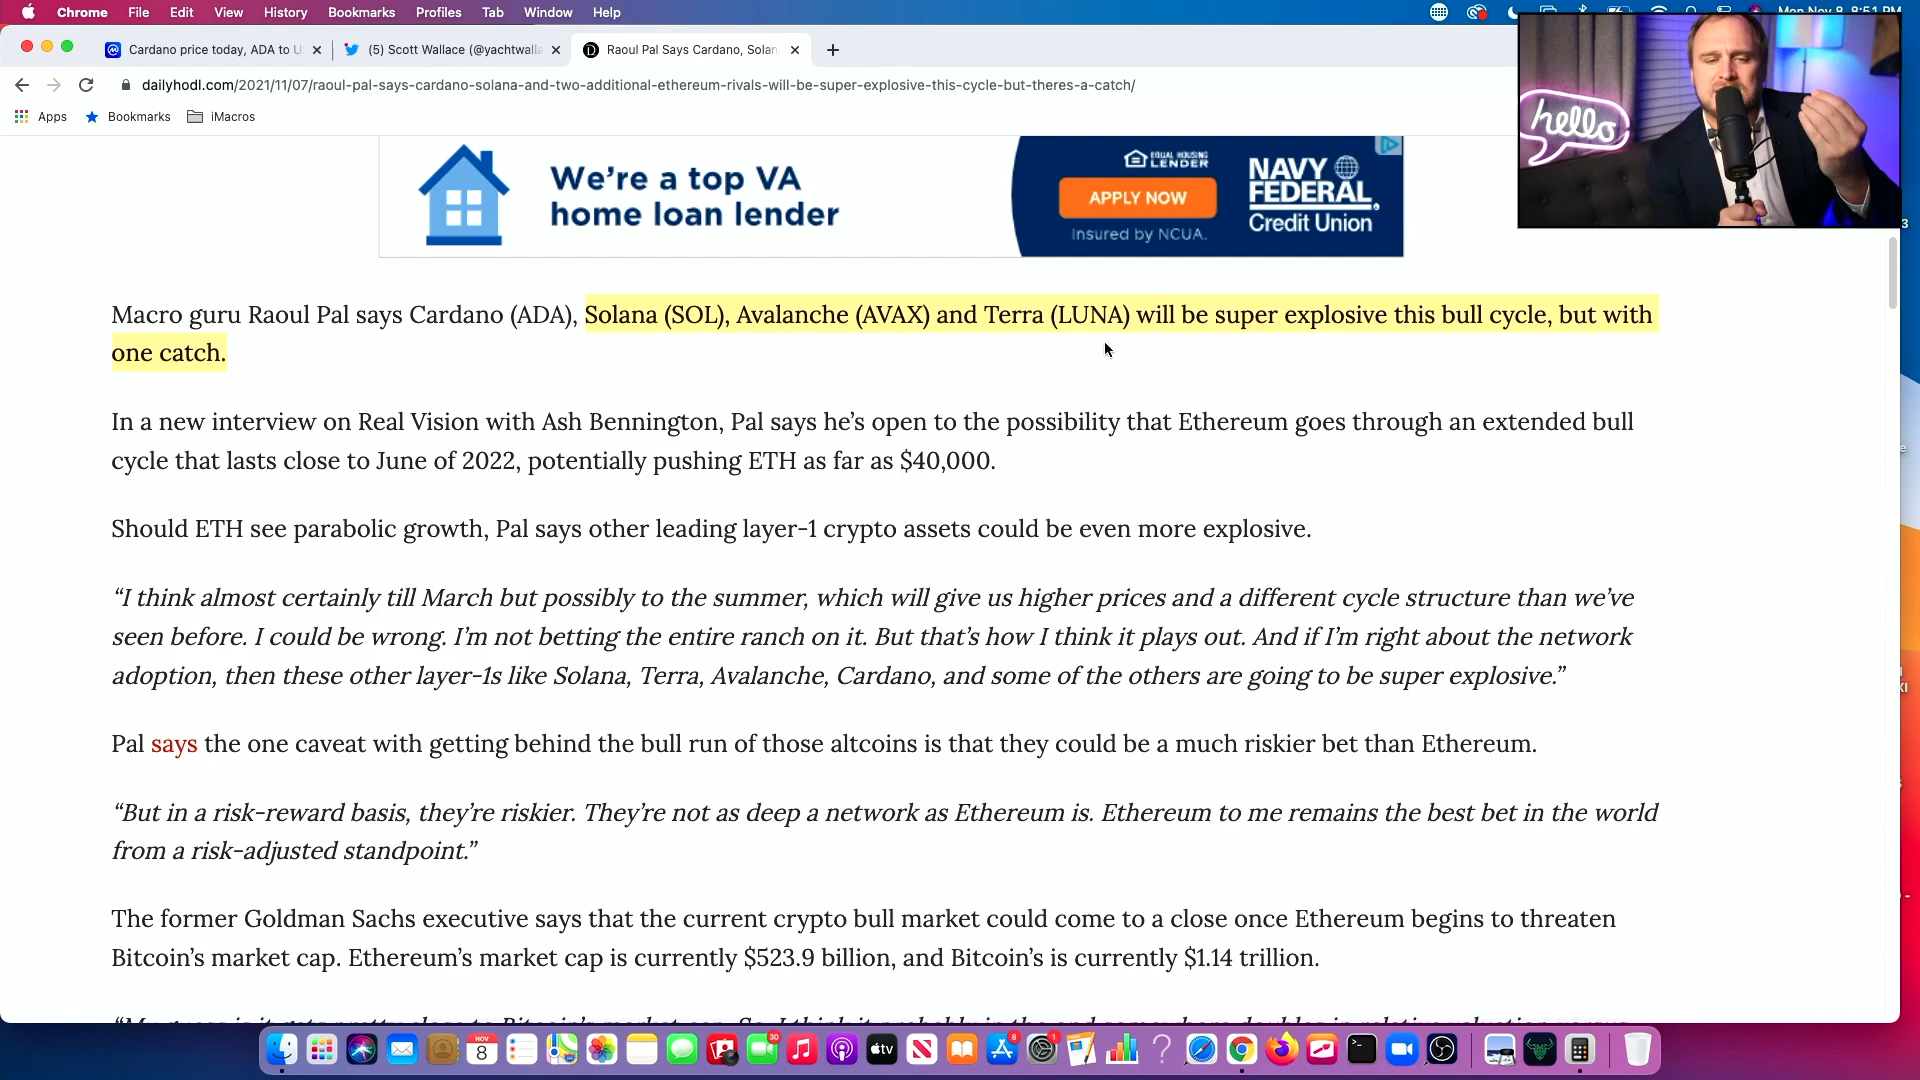 Chrome File Edit View History Bookmarks Profiles Tab Window Help
Cardano price today, ADA to U
(5) Scott Wallace (@yachtwalla
Raoul Pal Says Cardano, Solan
dailyhodl.com/2021/11/07/raoul-pal-says-cardano-solana-and-two-additional-ethereum-rivals-will-be-super-explosive-this-cycle-but-theres-a-catch/
Apps Bookmarks iMacros
hello
We're a top VA
home loan lender
EQUAL HOUSING
LENDER
APPLY NOW
Insured by NCUA.
NAVY
FEDERAL
Credit Union
Macro guru Raoul Pal says Cardano (ADA), Solana (SOL), Avalanche (AVAX) and Terra (LUNA) will be super explosive this bull cycle, but with
one catch.
In a new interview on Real Vision with Ash Bennington, Pal says he’s open to the possibility that Ethereum goes through an extended bull
cycle that lasts close to June of 2022, potentially pushing ETH as far as $40,000.
Should ETH see parabolic growth, Pal says other leading layer-1 crypto assets could be even more explosive.
“I think almost certainly till March but possibly to the summer, which will give us higher prices and a different cycle structure than we’ve
seen before. I could be wrong. I’m not betting the entire ranch on it. But that’s how I think it plays out. And if I’m right about the network
adoption, then these other layer-1s like Solana, Terra, Avalanche, Cardano, and some of the others are going to be super explosive.”
Pal says the one caveat with getting behind the bull run of those altcoins is that they could be a much riskier bet than Ethereum.
“But in a risk-reward basis, they’re riskier. They’re not as deep a network as Ethereum is. Ethereum to me remains the best bet in the world
from a risk-adjusted standpoint.”
The former Goldman Sachs executive says that the current crypto bull market could come to a close once Ethereum begins to threaten
Bitcoin’s market cap. Ethereum’s market cap is currently $523.9 billion, and Bitcoin’s is currently $1.14 trillion.
NOV
8
30
tv
8
1